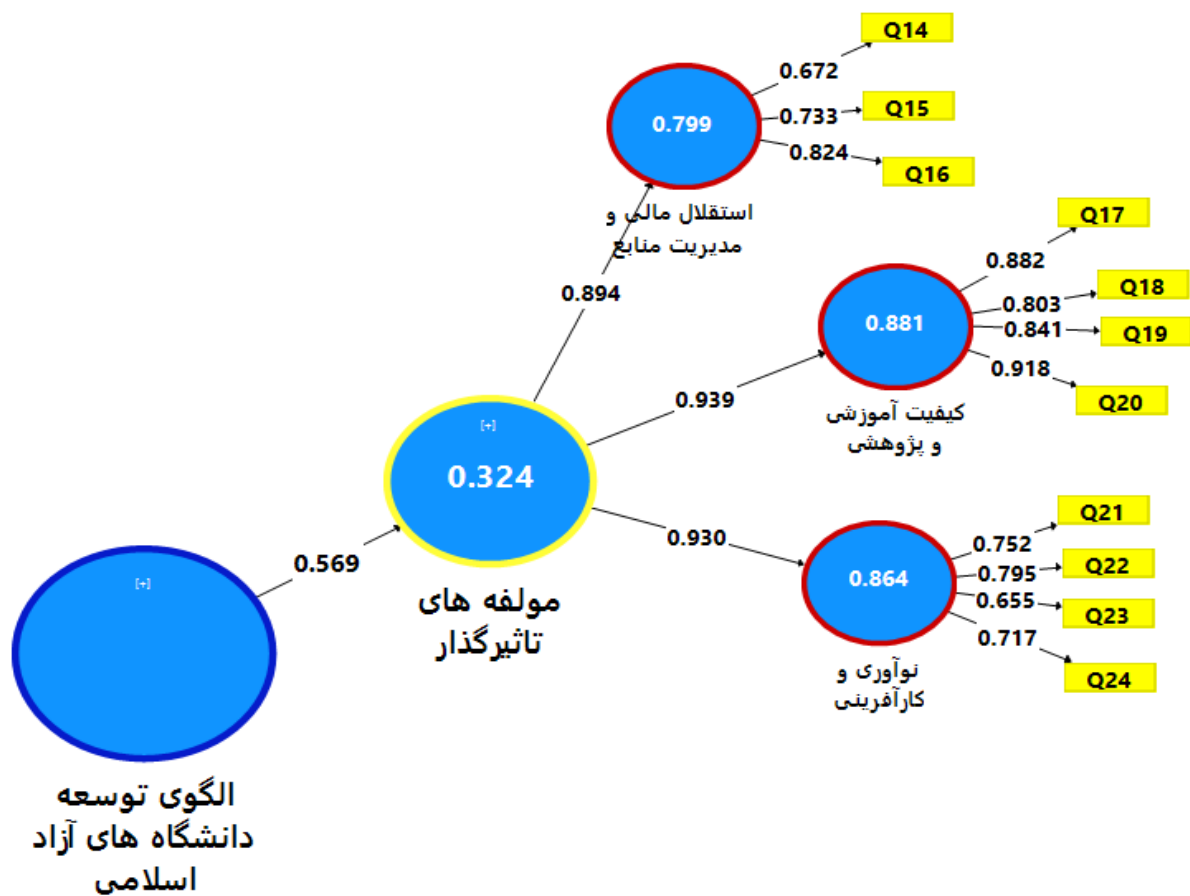 Q14
0.672
0.799
0.733
Q15
0.824
Q16
استقلال مالی و
مدیریت منابع
0.894
Q17
0.882
0.881
0.803
Q18
0.841
Q19
0.918
Q20
کیفیت آموزشی
و پژوهشی
0.939
[+]
0.324
مولفه های
تاثیرگذار
0.930
Q21
0.752
0.864
0.795
Q22
0.655
Q23
0.717
Q24
نوآوری و
کارآفرینی
0.569
[+]
الگوی توسعه
دانشگاه های آزاد
اسلامی